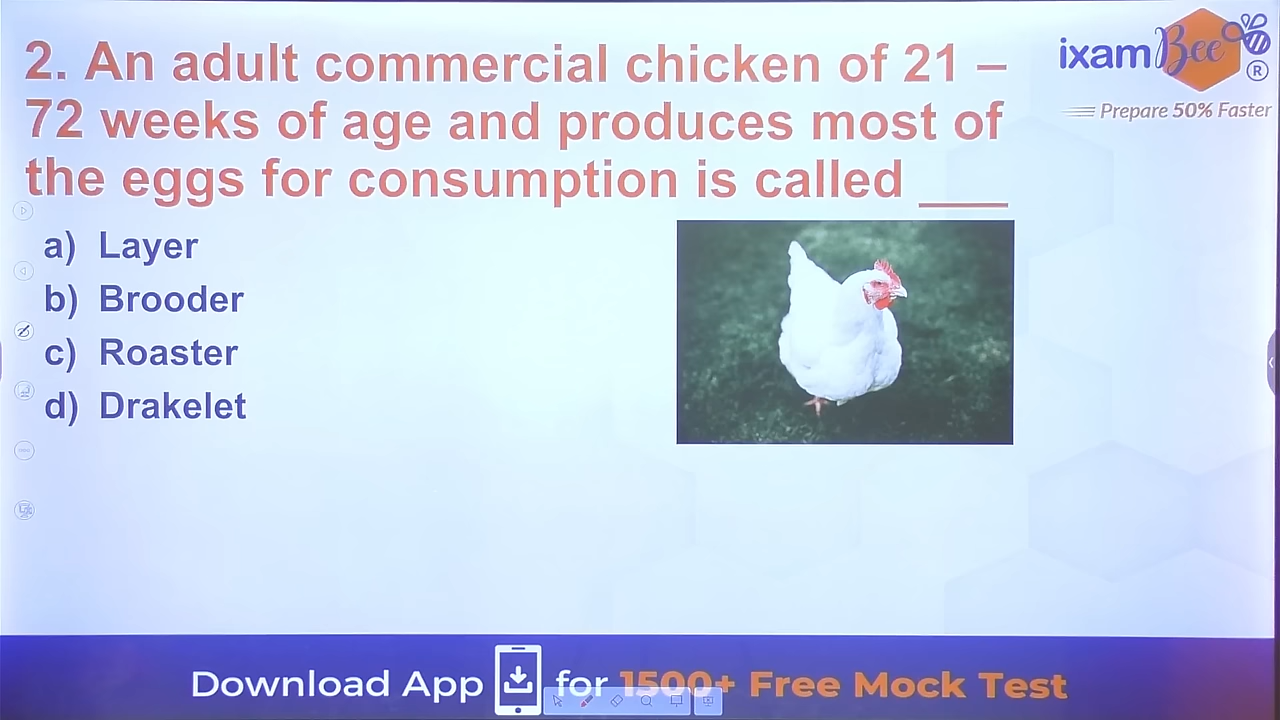 2. An adult commercial chicken of 21 –
72 weeks of age and produces most of
the eggs for consumption is called ____
a) Layer
b) Brooder
c) Roaster
d) Drakelet
ixamBee ®
Prepare 50% Faster
Download App for 1500+ Free Mock Test